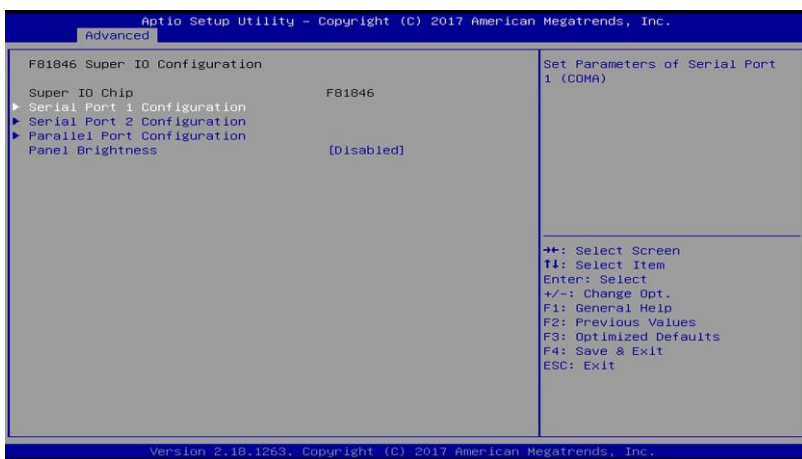 Aptio Setup Utility – Copyright (C) 2017 American Megatrends, Inc.
Advanced
F81846 Super IO Configuration
Super IO Chip F81846
▶ Serial Port 1 Configuration
▶ Serial Port 2 Configuration
▶ Parallel Port Configuration
Panel Brightness [Disabled]
Set Parameters of Serial Port
1 (COMA)
→←: Select Screen
↑↓: Select Item
Enter: Select
+/-: Change Opt.
F1: General Help
F2: Previous Values
F3: Optimized Defaults
F4: Save & Exit
ESC: Exit
Version 2.18.1263. Copyright (C) 2017 American Megatrends, Inc.